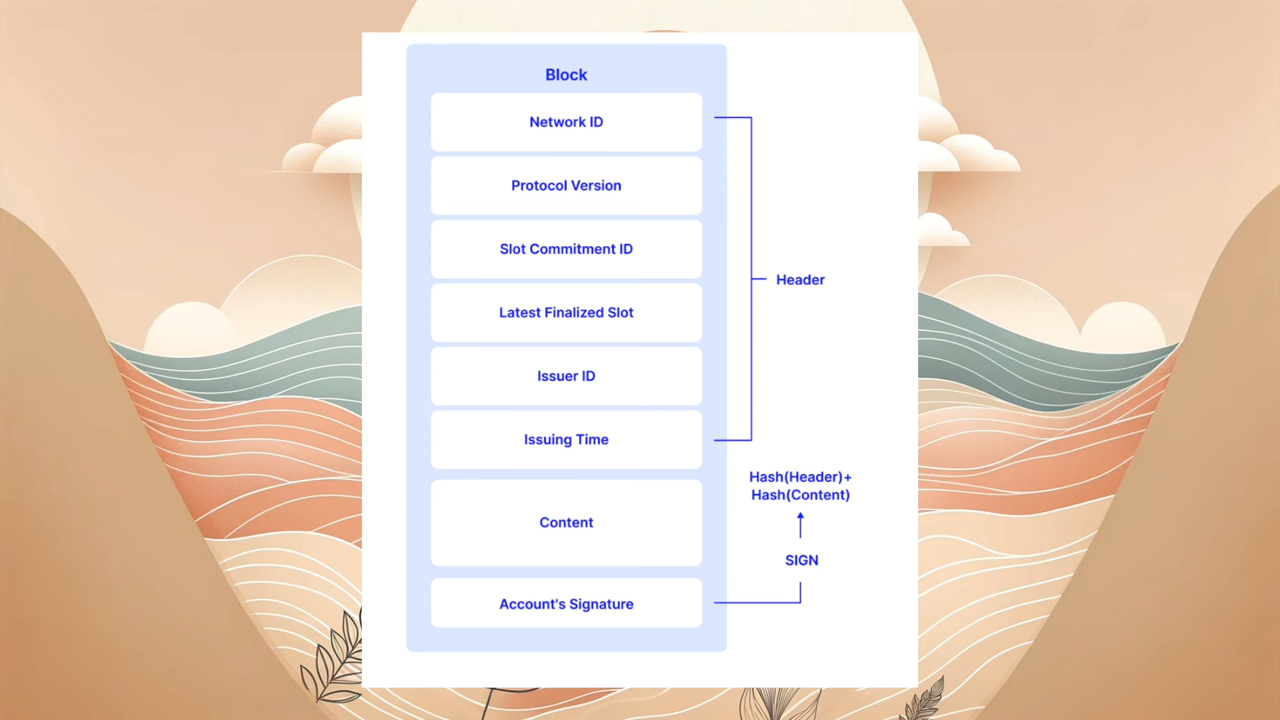 Block
Network ID
Protocol Version
Slot Commitment ID
Latest Finalized Slot
Issuer ID
Issuing Time
Content
Account's Signature
Header
Hash(Header)+
Hash(Content)
SIGN